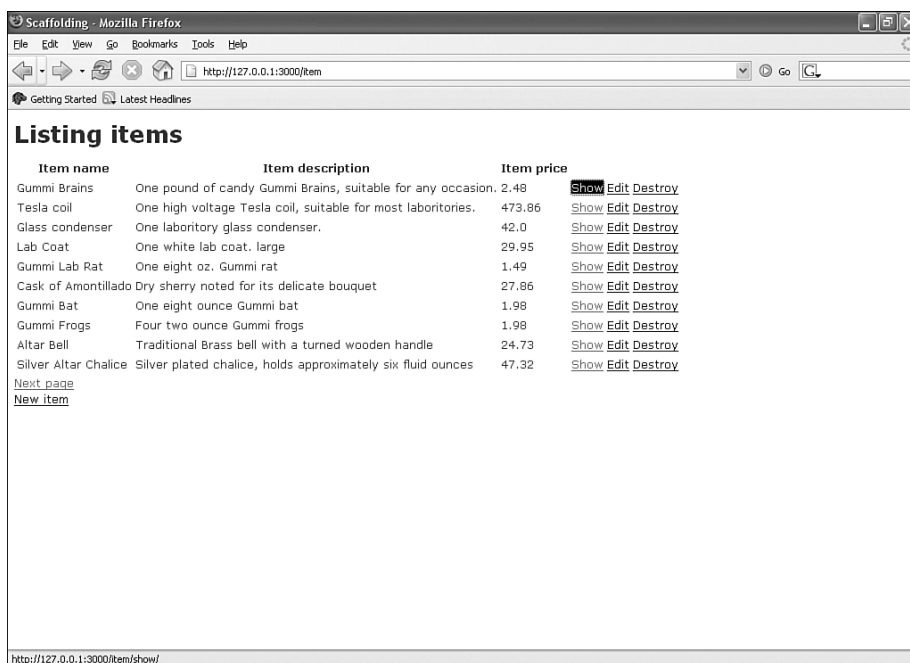 Scaffolding - Mozilla Firefox
File Edit View Go Bookmarks Tools Help
http://127.0.0.1:3000/item Go G
Getting Started Latest Headlines
Listing items
Item name Item description Item price
Gummi Brains One pound of candy Gummi Brains, suitable for any occasion. 2.48 Show Edit Destroy
Tesla coil One high voltage Tesla coil, suitable for most laboritories. 473.86 Show Edit Destroy
Glass condenser One laboritory glass condenser. 42.0 Show Edit Destroy
Lab Coat One white lab coat. large 29.95 Show Edit Destroy
Gummi Lab Rat One eight oz. Gummi rat 1.49 Show Edit Destroy
Cask of Amontillado Dry sherry noted for its delicate bouquet 27.86 Show Edit Destroy
Gummi Bat One eight ounce Gummi bat 1.98 Show Edit Destroy
Gummi Frogs Four two ounce Gummi frogs 1.98 Show Edit Destroy
Altar Bell Traditional Brass bell with a turned wooden handle 24.73 Show Edit Destroy
Silver Altar Chalice Silver plated chalice, holds approximately six fluid ounces 47.32 Show Edit Destroy
Next page
New item
http://127.0.0.1:3000/item/show/